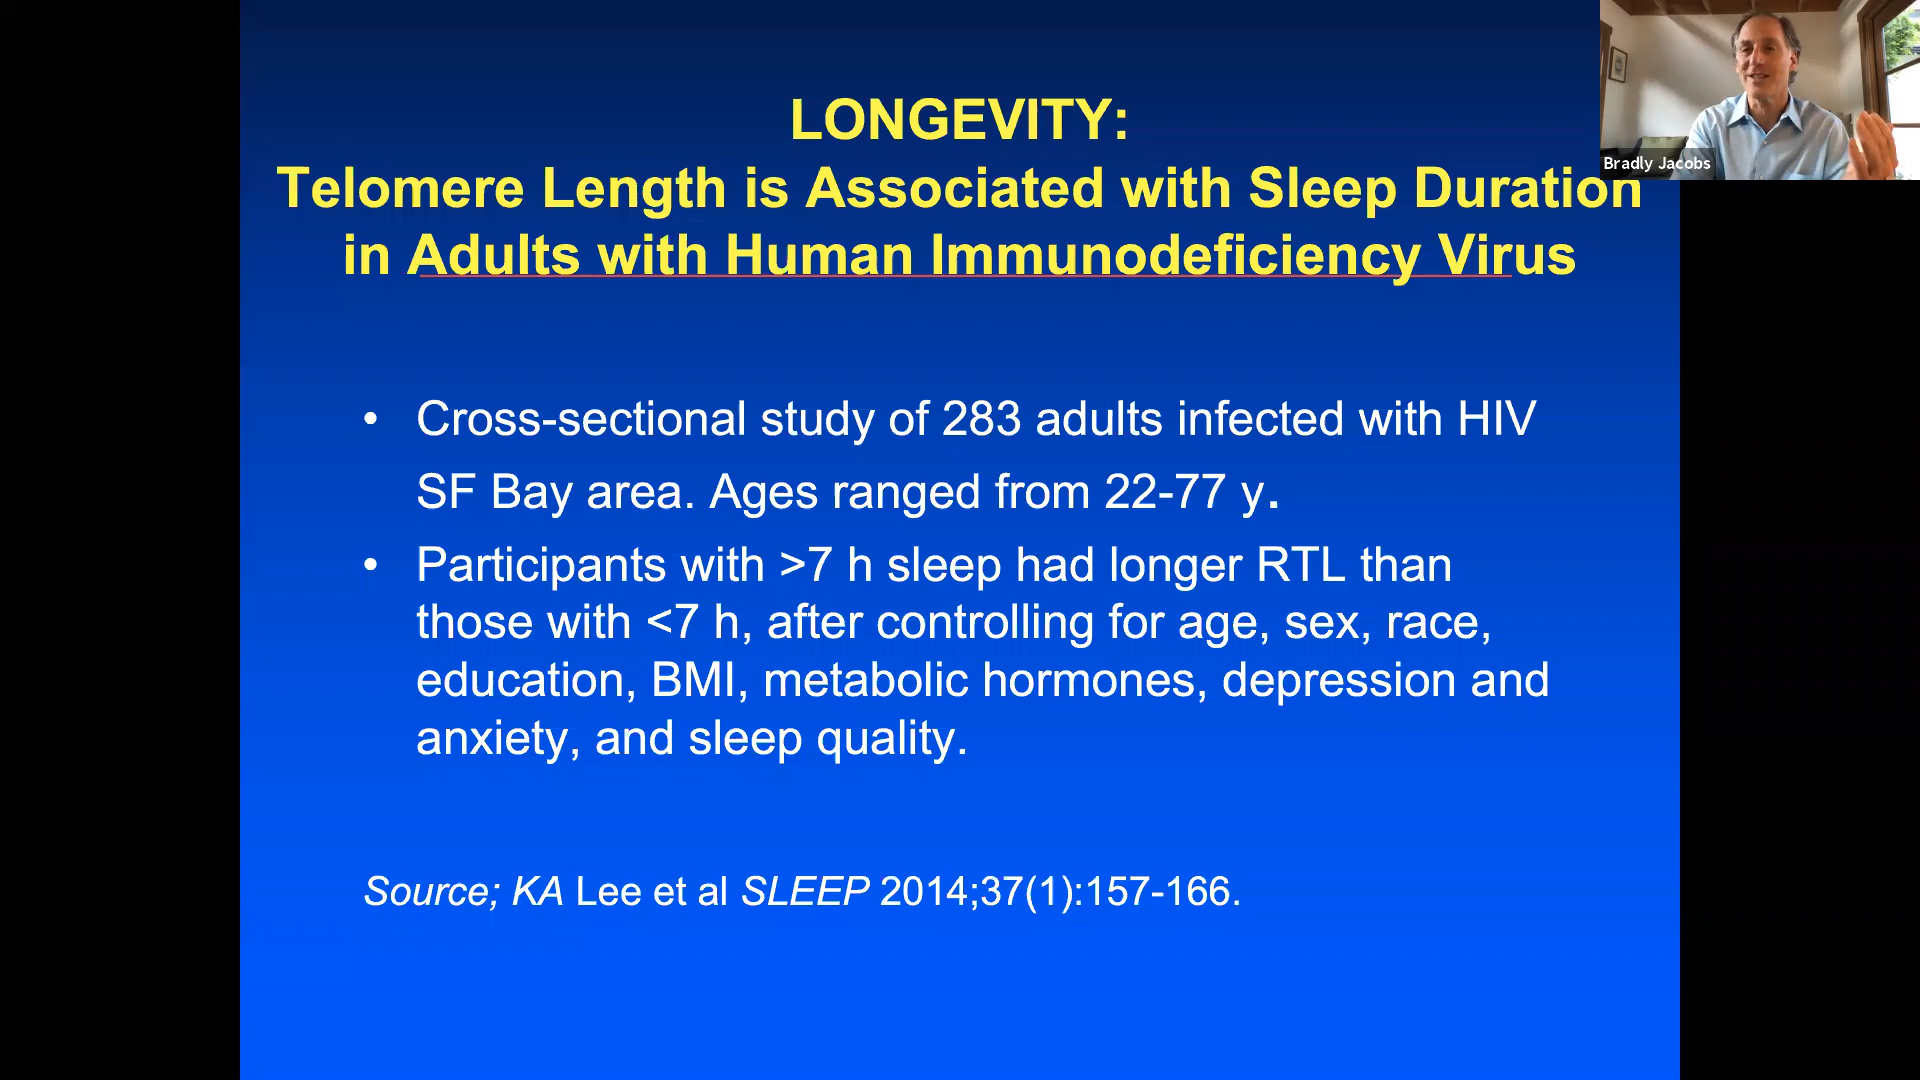 LONGEVITY:
Telomere Length is Associated with Sleep Duration
in Adults with Human Immunodeficiency Virus
Bradly Jacobs
• Cross-sectional study of 283 adults infected with HIV
SF Bay area. Ages ranged from 22-77 y.
• Participants with >7 h sleep had longer RTL than
those with <7 h, after controlling for age, sex, race,
education, BMI, metabolic hormones, depression and
anxiety, and sleep quality.
Source; KA Lee et al SLEEP 2014;37(1):157-166.